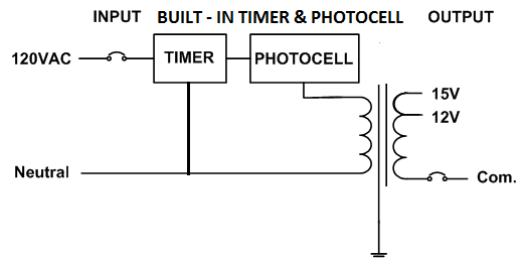 INPUT BUILT - IN TIMER & PHOTOCELL OUTPUT
120VAC TIMER PHOTOCELL
15V
12V
Neutral Com.